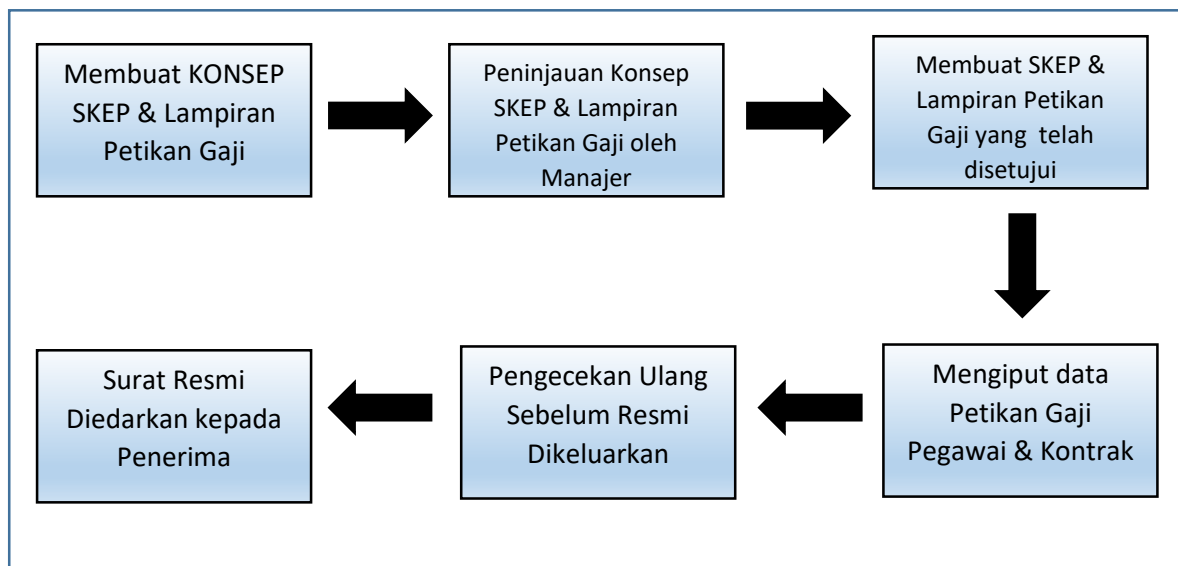 Membuat KONSEP
SKEP & Lampiran
Petikan Gaji
Peninjauan Konsep
SKEP & Lampiran
Petikan Gaji oleh
Manajer
Membuat SKEP &
Lampiran Petikan
Gaji yang telah
disetujui
Mengiput data
Petikan Gaji
Pegawai & Kontrak
Pengecekan Ulang
Sebelum Resmi
Dikeluarkan
Surat Resmi
Diedarkan kepada
Penerima